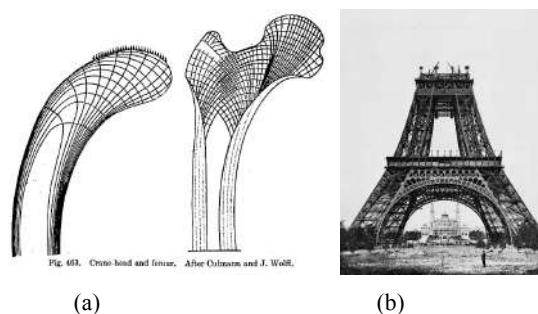 Fig. 463. Crane-head and femur. After Culmann and J. Wolff.
(a) (b)